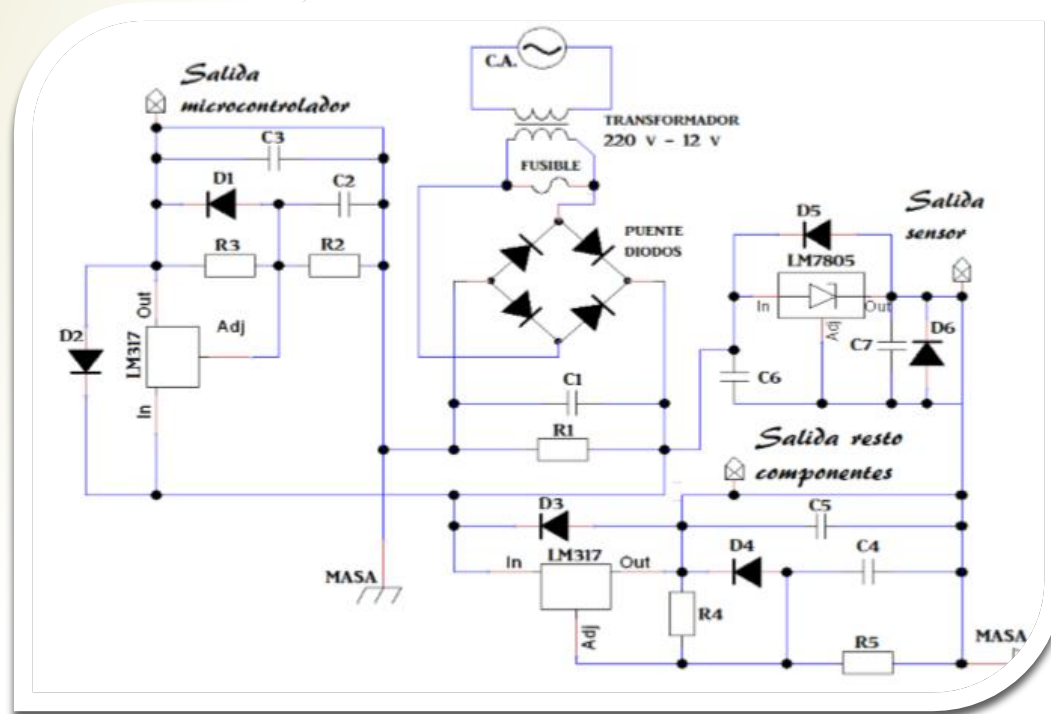 C.A.
Salida
microcontrolador
TRANSFORMADOR
220 V - 12 V
FUSIBLE
C3
D1
C2
R3
R2
Out
Adj
D2
LM317
In
PUENTE
DIODOS
C1
R1
D5
Salida
sensor
LM7805
In
Out
Adj
C7
D6
C6
Salida resto
componentes
D3
C5
LM317
In
Out
D4
C4
R4
Adj
R5
MASA
MASA